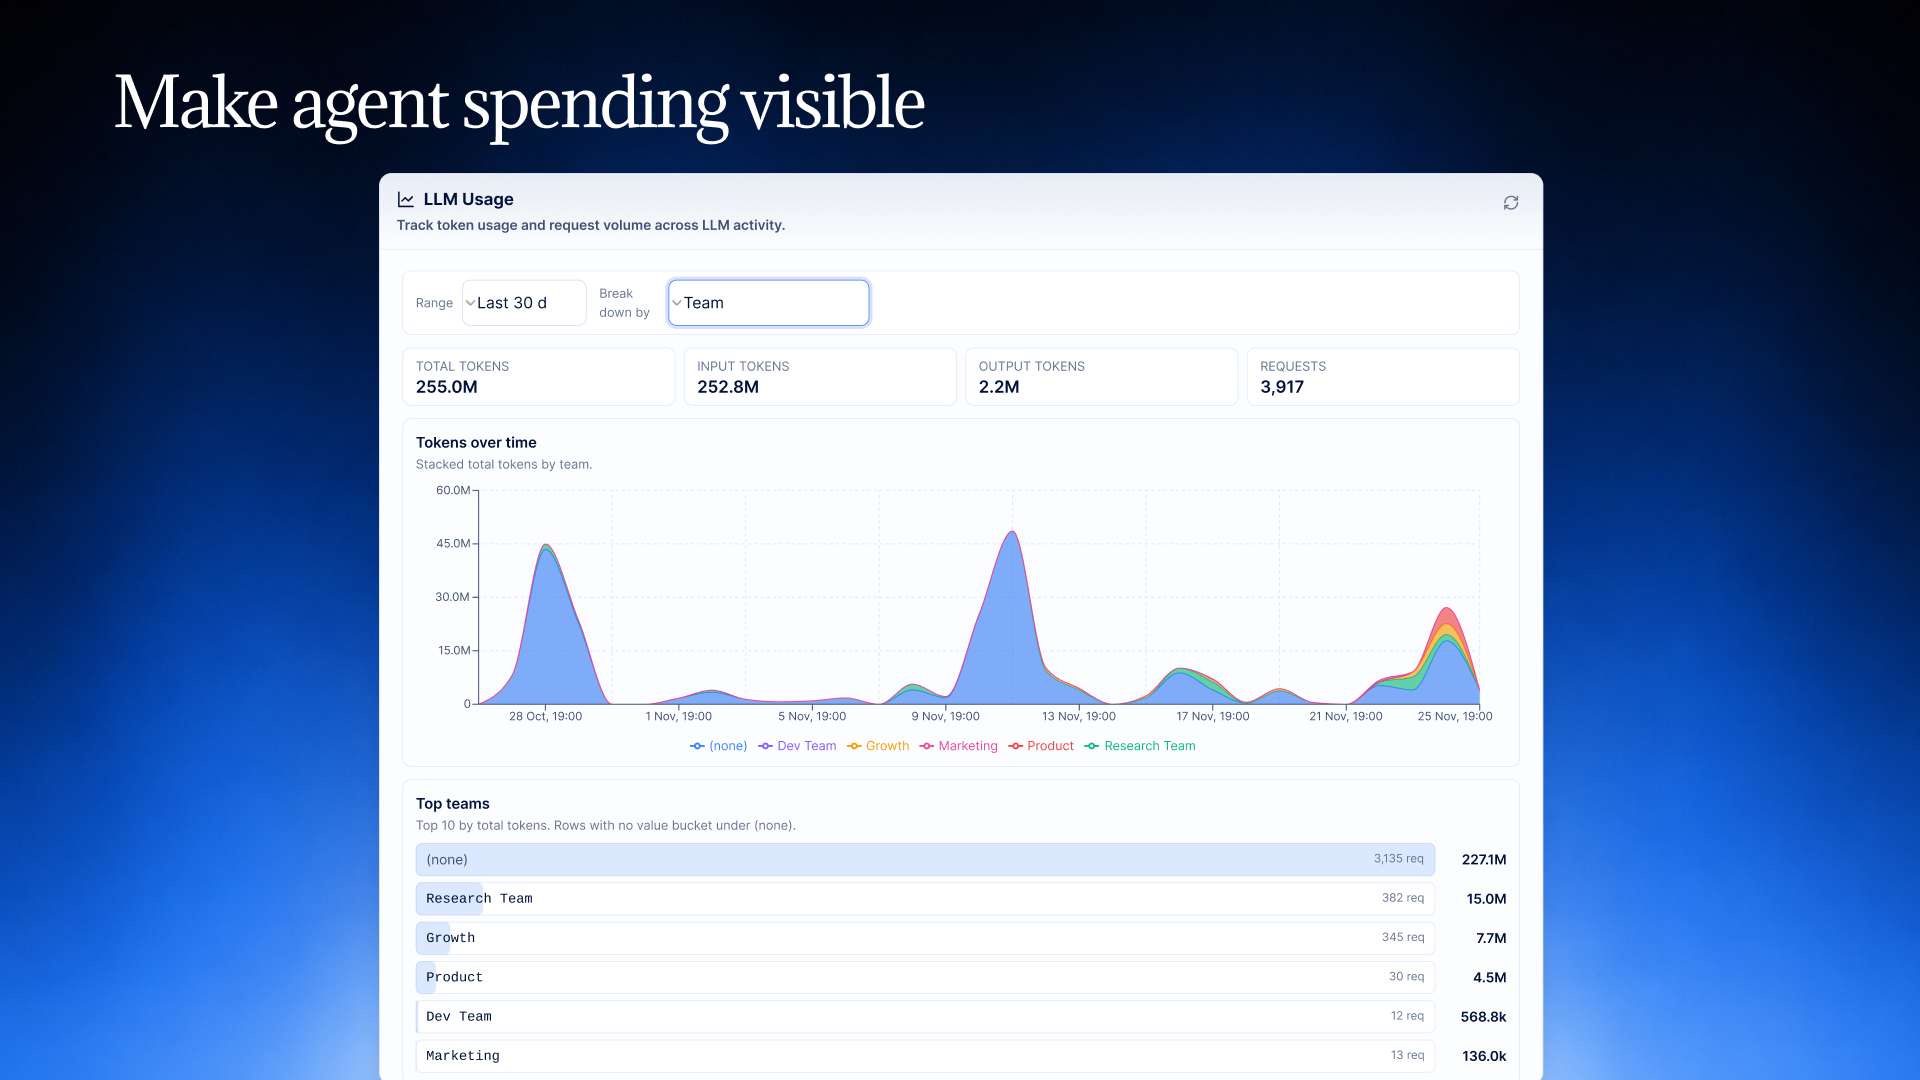 Make agent spending visible
LLM Usage
Track token usage and request volume across LLM activity.
Range
Last 30 d
Break
down by
Team
TOTAL TOKENS
255.0M
INPUT TOKENS
252.8M
OUTPUT TOKENS
2.2M
REQUESTS
3,917
Tokens over time
Stacked total tokens by team.
60.0M
45.0M
30.0M
15.0M
0
28 Oct, 19:00 1 Nov, 19:00 5 Nov, 19:00 9 Nov, 19:00 13 Nov, 19:00 17 Nov, 19:00 21 Nov, 19:00 25 Nov, 19:00
(none) Dev Team Growth Marketing Product Research Team
Top teams
Top 10 by total tokens. Rows with no value bucket under (none).
(none) 3,135 req 227.1M
Research Team 382 req 15.0M
Growth 345 req 7.7M
Product 30 req 4.5M
Dev Team 12 req 568.8k
Marketing 13 req 136.0k